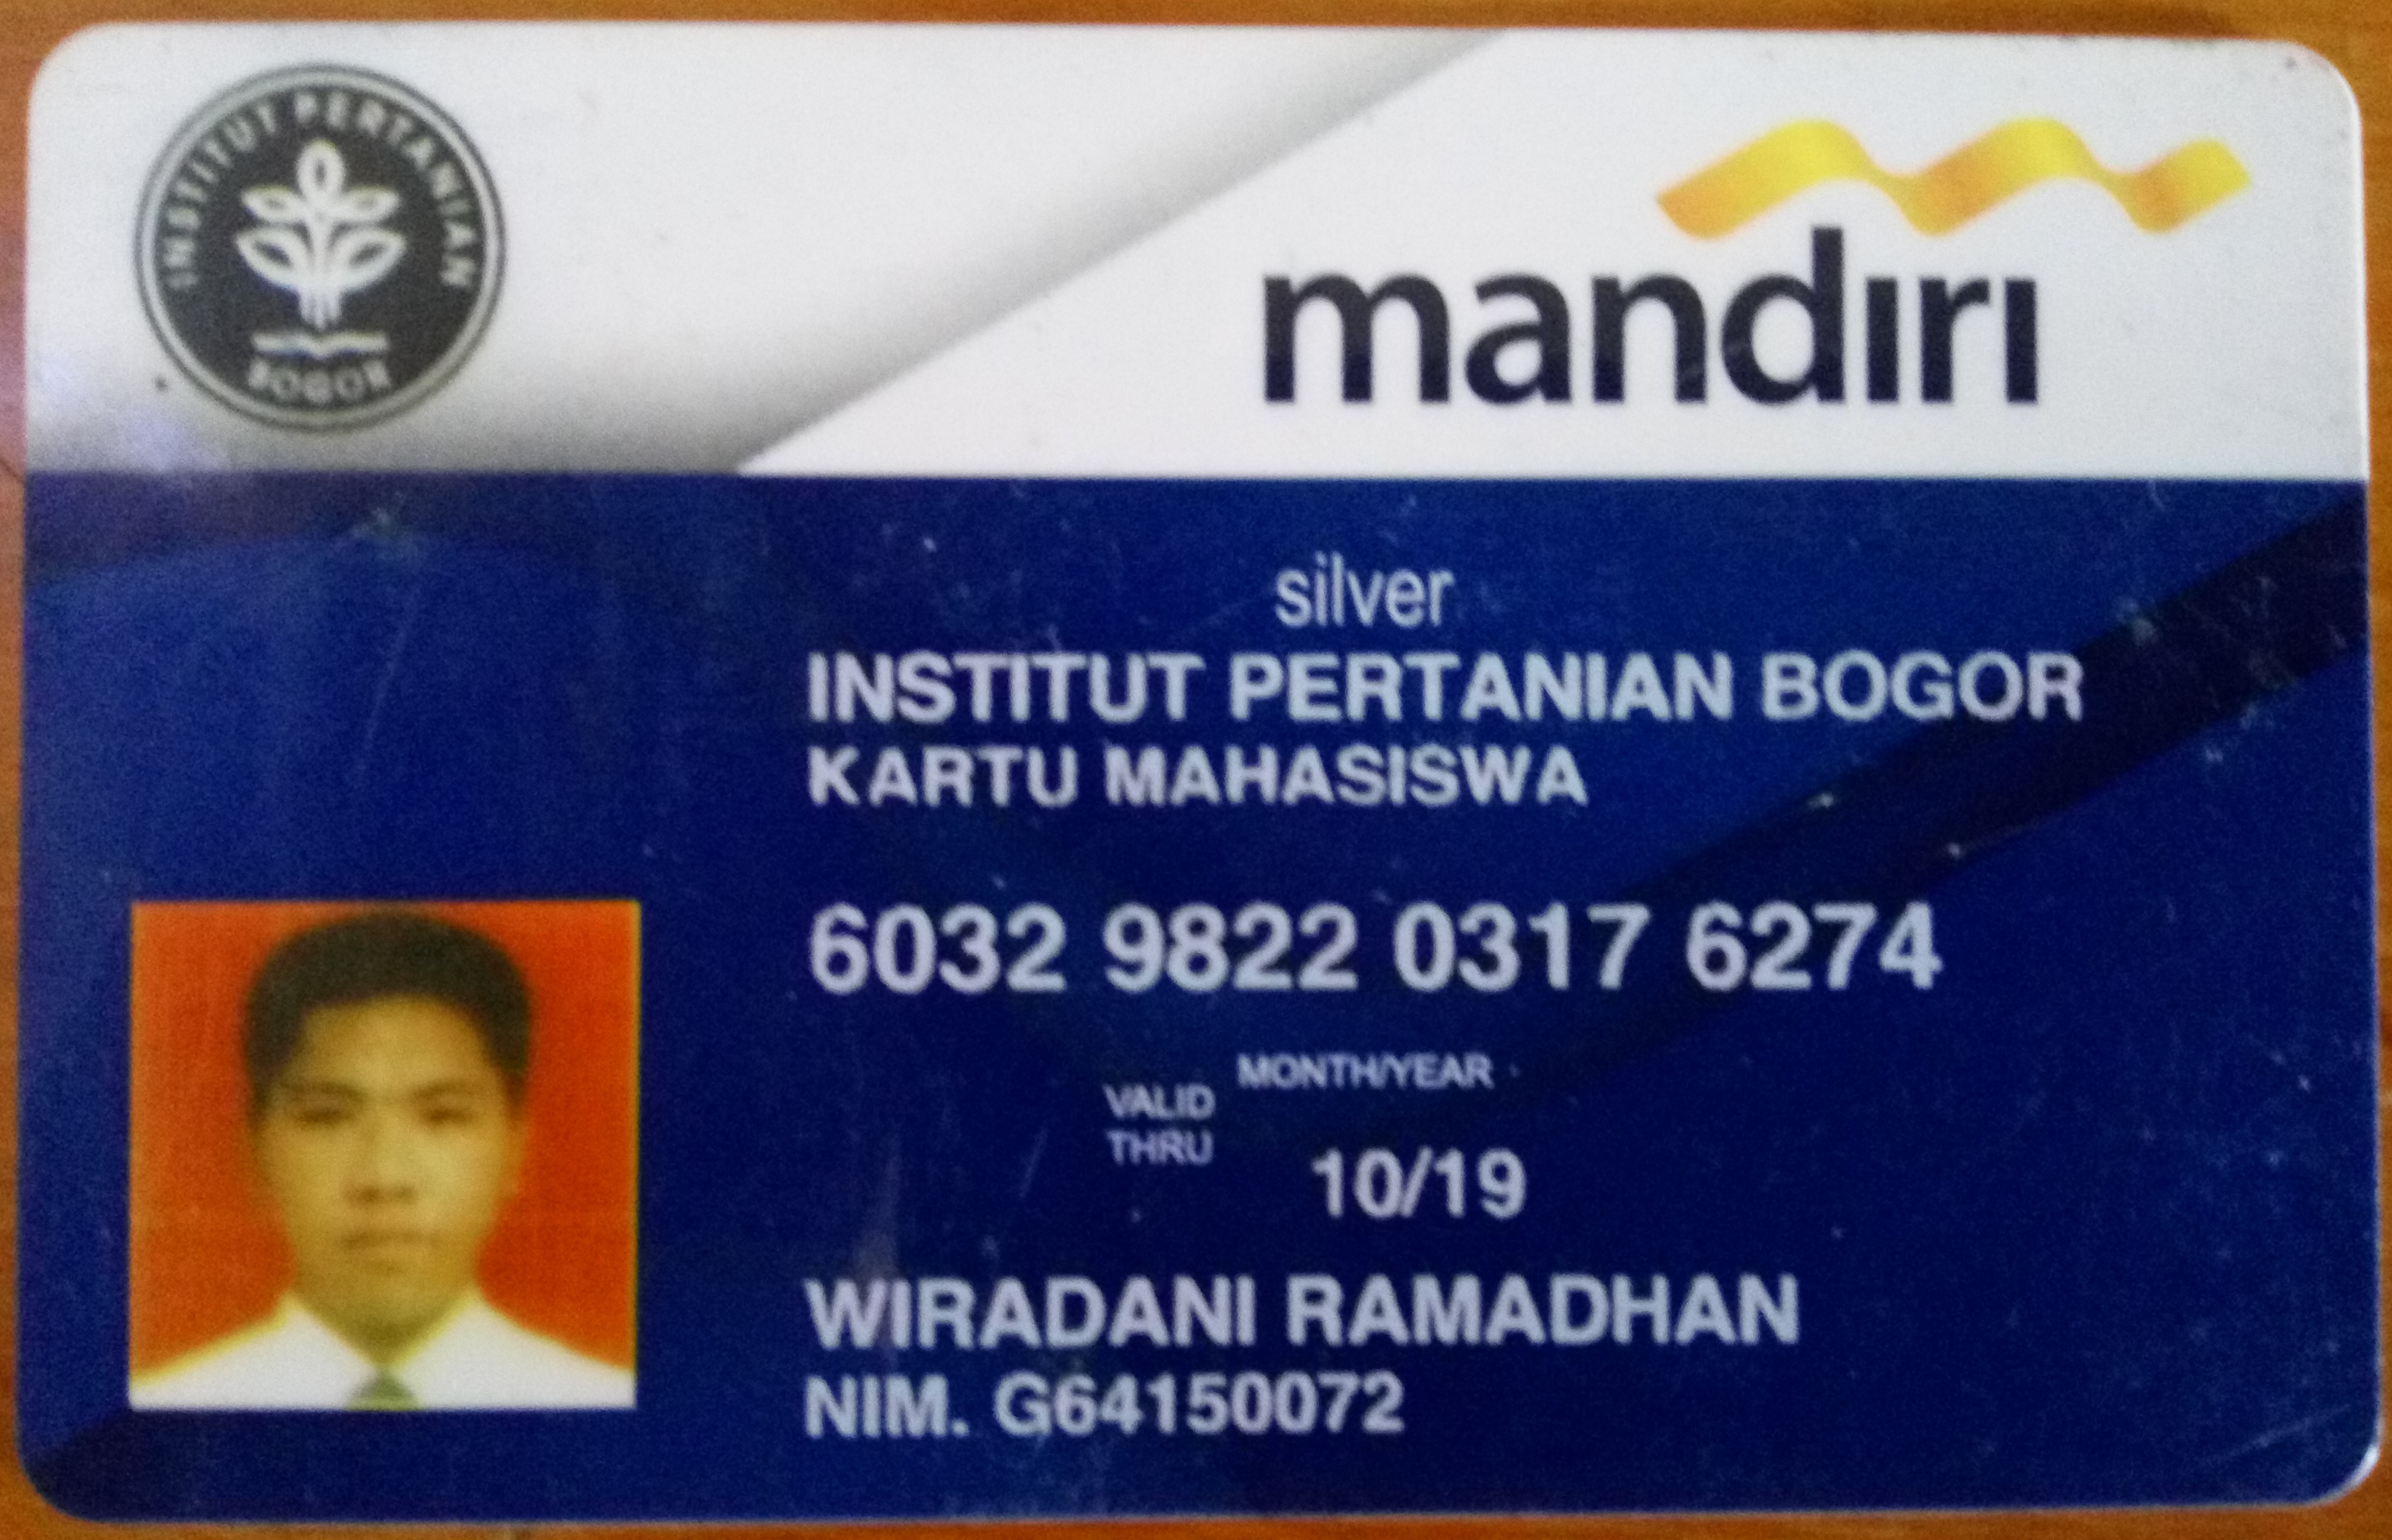 INSTITUT PERTANIAN
BOGOR
mandiri
silver
INSTITUT PERTANIAN BOGOR
KARTU MAHASISWA
6032 9822 0317 6274
MONTH/YEAR
VALID
THRU
10/19
WIRADANI RAMADHAN
NIM. G64150072